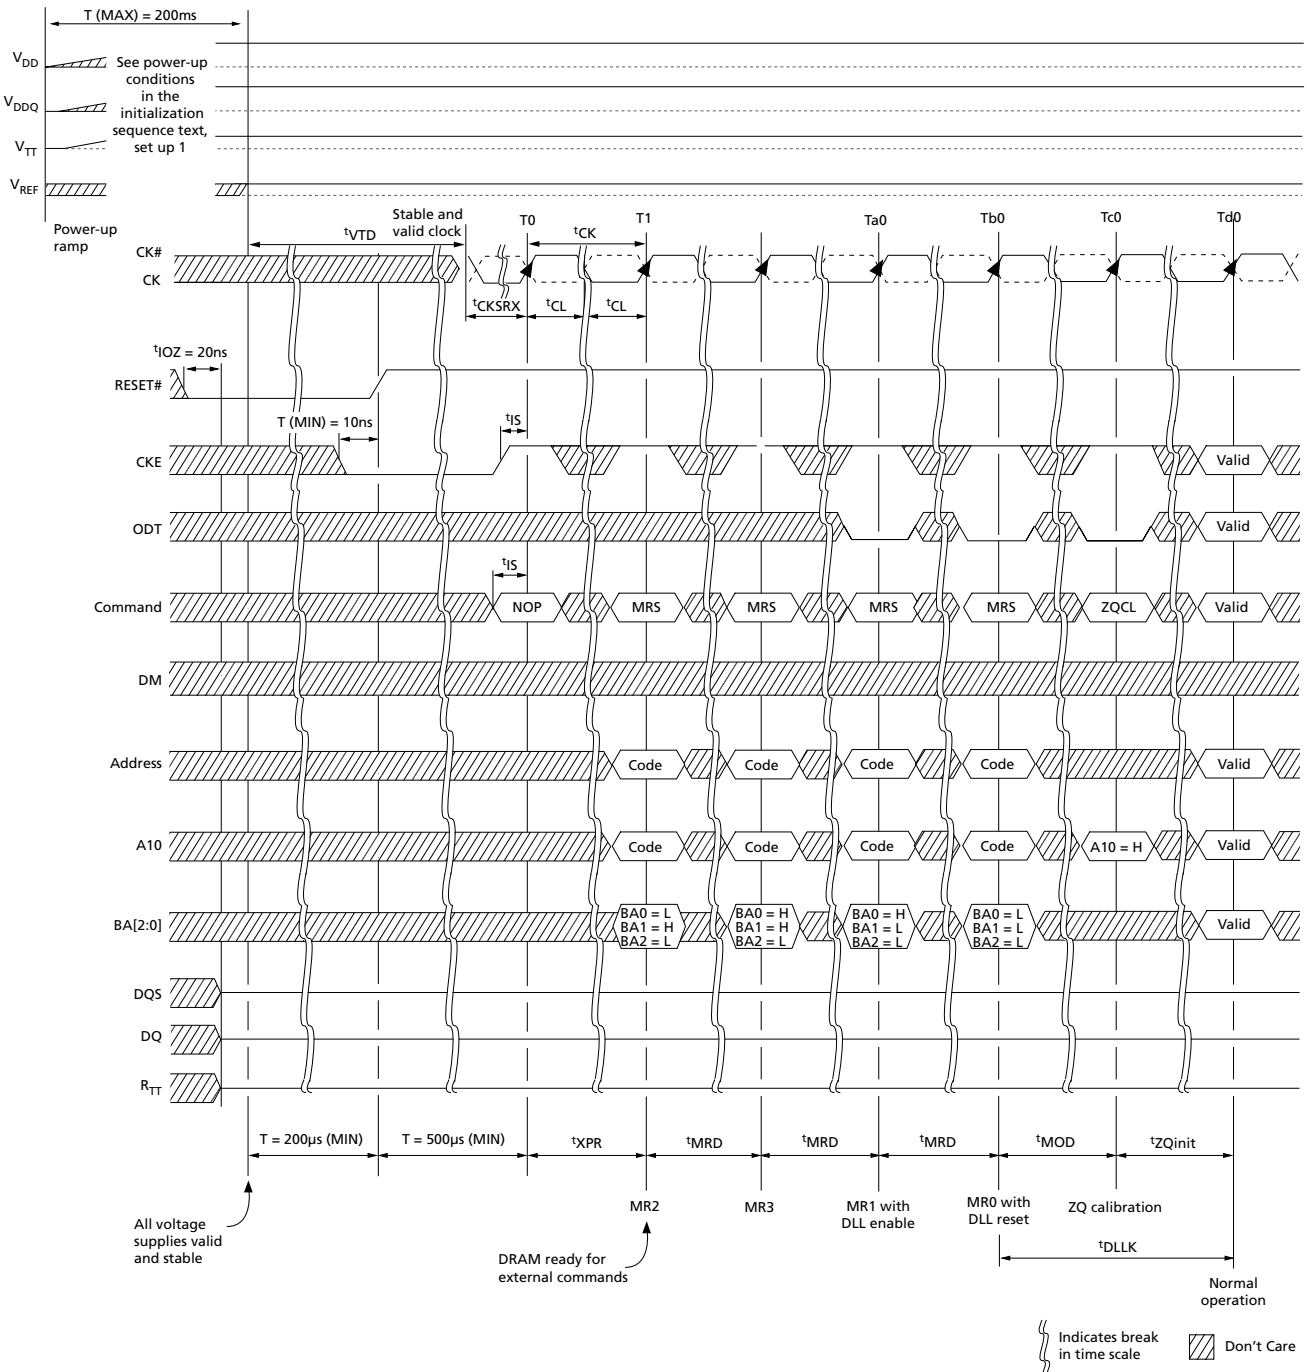 T (MAX) = 200ms
VDD
See power-up
conditions
in the
initialization
sequence text,
set up 1
VDDQ
VTT
VREF
Power-up
ramp
Stable and
valid clock
T0
T1
Ta0
Tb0
Tc0
Td0
tVTD
tCK
CK#
CK
tCKSRX
tCL
tCL
tIOZ = 20ns
RESET#
T (MIN) = 10ns
tIS
CKE
Valid
ODT
Valid
tIS
Command
NOP
MRS
MRS
MRS
MRS
ZQCL
Valid
DM
Address
Code
Code
Code
Code
Valid
A10
Code
Code
Code
Code
A10 = H
Valid
BA[2:0]
BA0 = L
BA1 = H
BA2 = L
BA0 = H
BA1 = H
BA2 = L
BA0 = H
BA1 = L
BA2 = L
BA0 = L
BA1 = L
BA2 = L
Valid
DQS
DQ
RTT
T = 200µs (MIN)
T = 500µs (MIN)
tXPR
tMRD
tMRD
tMRD
tMOD
tZQinit
MR2
MR3
MR1 with
DLL enable
MR0 with
DLL reset
ZQ calibration
All voltage
supplies valid
and stable
DRAM ready for
external commands
tDLLK
Normal
operation
Indicates break
in time scale
Don't Care